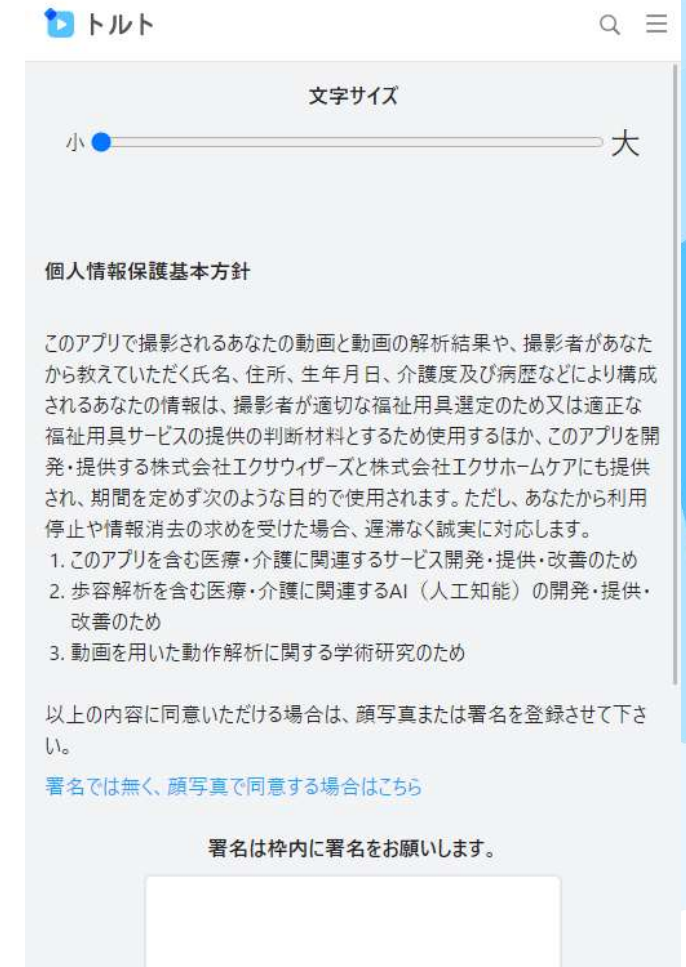 トルト
文字サイズ
小 大
個人情報保護基本方針
このアプリで撮影されるあなたの動画と動画の解析結果や、撮影者があなた
から教えていただく氏名、住所、生年月日、介護度及び病歴などにより構成
されるあなたの情報は、撮影者が適切な福祉用具選定のため又は適正な
福祉用具サービスの提供の判断材料とするため使用するほか、このアプリを開
発・提供する株式会社エクサウィザーズと株式会社エクサホームケアにも提供
され、期間を定めず次のような目的で使用されます。ただし、あなたから利用
停止や情報消去の求めを受けた場合、遅滞なく誠実に対応します。
1. このアプリを含む医療・介護に関連するサービス開発・提供・改善のため
2. 歩容解析を含む医療・介護に関連するAI（人工知能）の開発・提供・
改善のため
3. 動画を用いた動作解析に関する学術研究のため
以上の内容に同意いただける場合は、顔写真または署名を登録させて下さ
い。
署名では無く、顔写真で同意する場合はこちら
署名は枠内に署名をお願いします。